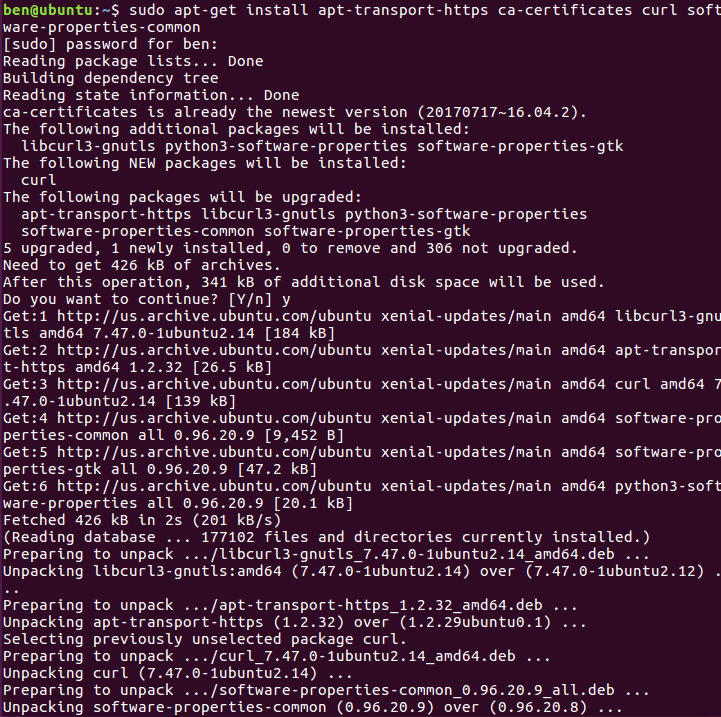 ben@ubuntu:~$ sudo apt-get install apt-transport-https ca-certificates curl soft
ware-properties-common
[sudo] password for ben:
Reading package lists... Done
Building dependency tree
Reading state information... Done
ca-certificates is already the newest version (20170717~16.04.2).
The following additional packages will be installed:
  libcurl3-gnutls python3-software-properties software-properties-gtk
The following NEW packages will be installed:
  curl
The following packages will be upgraded:
  apt-transport-https libcurl3-gnutls python3-software-properties
  software-properties-common software-properties-gtk
5 upgraded, 1 newly installed, 0 to remove and 306 not upgraded.
Need to get 426 kB of archives.
After this operation, 341 kB of additional disk space will be used.
Do you want to continue? [Y/n] y
Get:1 http://us.archive.ubuntu.com/ubuntu xenial-updates/main amd64 libcurl3-gnu
tls amd64 7.47.0-1ubuntu2.14 [184 kB]
Get:2 http://us.archive.ubuntu.com/ubuntu xenial-updates/main amd64 apt-transpor
t-https amd64 1.2.32 [26.5 kB]
Get:3 http://us.archive.ubuntu.com/ubuntu xenial-updates/main amd64 curl amd64 7
.47.0-1ubuntu2.14 [139 kB]
Get:4 http://us.archive.ubuntu.com/ubuntu xenial-updates/main amd64 software-pro
perties-common all 0.96.20.9 [9,452 B]
Get:5 http://us.archive.ubuntu.com/ubuntu xenial-updates/main amd64 software-pro
perties-gtk all 0.96.20.9 [47.2 kB]
Get:6 http://us.archive.ubuntu.com/ubuntu xenial-updates/main amd64 python3-soft
ware-properties all 0.96.20.9 [20.1 kB]
Fetched 426 kB in 2s (201 kB/s)
(Reading database ... 177102 files and directories currently installed.)
Preparing to unpack .../libcurl3-gnutls_7.47.0-1ubuntu2.14_amd64.deb ...
Unpacking libcurl3-gnutls:amd64 (7.47.0-1ubuntu2.14) over (7.47.0-1ubuntu2.12) .
..
Preparing to unpack .../apt-transport-https_1.2.32_amd64.deb ...
Unpacking apt-transport-https (1.2.32) over (1.2.29ubuntu0.1) ...
Selecting previously unselected package curl.
Preparing to unpack .../curl_7.47.0-1ubuntu2.14_amd64.deb ...
Unpacking curl (7.47.0-1ubuntu2.14) ...
Preparing to unpack .../software-properties-common_0.96.20.9_all.deb ...
Unpacking software-properties-common (0.96.20.9) over (0.96.20.8) ...